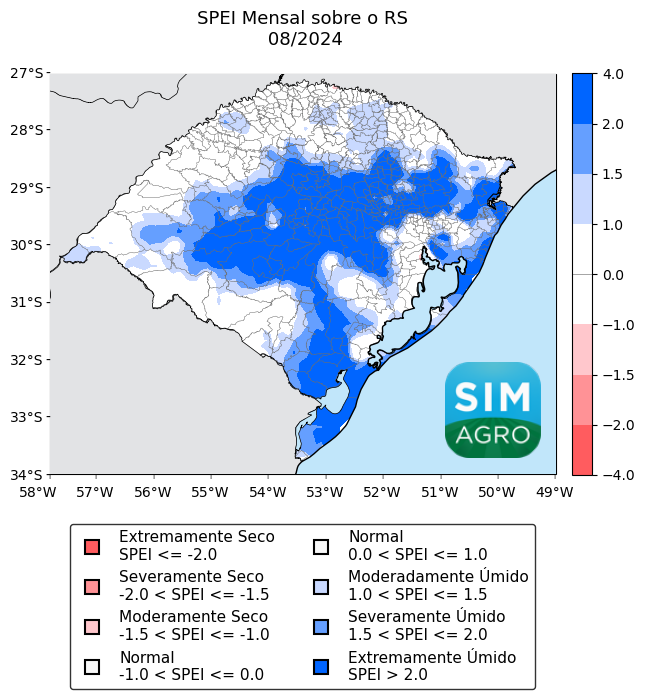 SPEI Mensal sobre o RS
08/2024
27°S
28°S
29°S
30°S
31°S
32°S
33°S
34°S
58°W 57°W 56°W 55°W 54°W 53°W 52°W 51°W 50°W 49°W
4.0
2.0
1.5
1.0
0.0
−1.0
−1.5
−2.0
−4.0
SIM
AGRO
Extremamente Seco
SPEI <= -2.0
Severamente Seco
-2.0 < SPEI <= -1.5
Moderamente Seco
-1.5 < SPEI <= -1.0
Normal
-1.0 < SPEI <= 0.0
Normal
0.0 < SPEI <= 1.0
Moderadamente Úmido
1.0 < SPEI <= 1.5
Severamente Úmido
1.5 < SPEI <= 2.0
Extremamente Úmido
SPEI > 2.0